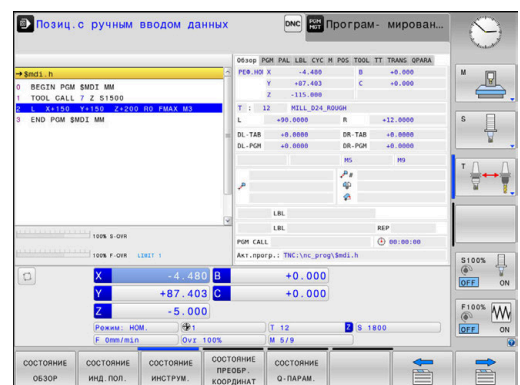 Позиц.с ручным вводом данных
DNC
Програм- мирован...
Обзор PGM PAL LBL CYC M POS TOOL TT TRANS QPARA
→$mdi.h
0 BEGIN PGM $MDI MM
1 TOOL CALL 7 Z S1500
2 L X+150 Y+150 Z+200 R0 FMAX M3
3 END PGM $MDI MM
РЕФ.НОМ X -4.480 B +0.000
Y +87.403 C +0.000
Z -115.000
T : 12 MILL_D24_ROUGH
L +90.0000 R +12.0000
DL-TAB +0.0000 DR-TAB +0.0000
DL-PGM +0.0000 DR-PGM +0.0000
M5 M9
LBL
LBL REP
PGM CALL 00:00:00
Акт.прогр.: TNC:\nc_prog\$mdi.h
100% S-OVR
100% F-OVR LIMIT 1
X -4.480 B +0.000
Y +87.403 C +0.000
Z -5.000
Режим: НОМ. 1 T 12 Z S 1800
F 0mm/min Ovr 100% M 5/9
M
S
T
S100%
OFF ON
F100%
OFF ON
СОСТОЯНИЕ ОБЗОР
СОСТОЯНИЕ ИНД.ПОЛ.
СОСТОЯНИЕ ИНСТРУМ.
СОСТОЯНИЕ ПРЕОБР. КООРДИНАТ
СОСТОЯНИЕ Q-ПАРАМ.